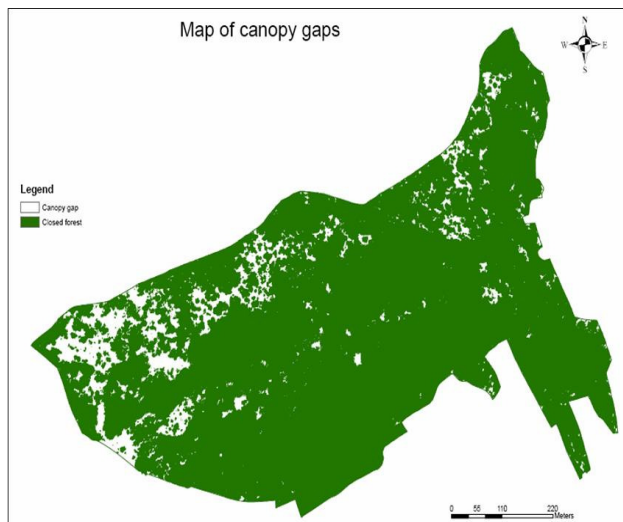 Map of canopy gaps
N
W E
S
Legend
Canopy gap
Closed forest
0 55 110 220
Meters